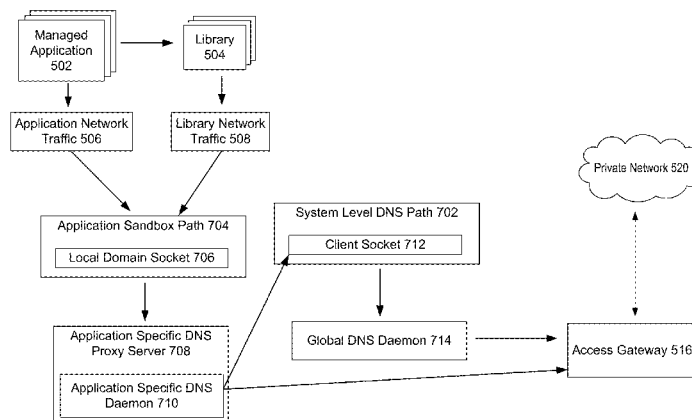 Managed
Application
502
Library
504
Application Network
Traffic 506
Library Network
Traffic 508
Private Network 520
Application Sandbox Path 704
Local Domain Socket 706
System Level DNS Path 702
Client Socket 712
Application Specific DNS
Proxy Server 708
Application Specific DNS
Daemon 710
Global DNS Daemon 714
Access Gateway 516